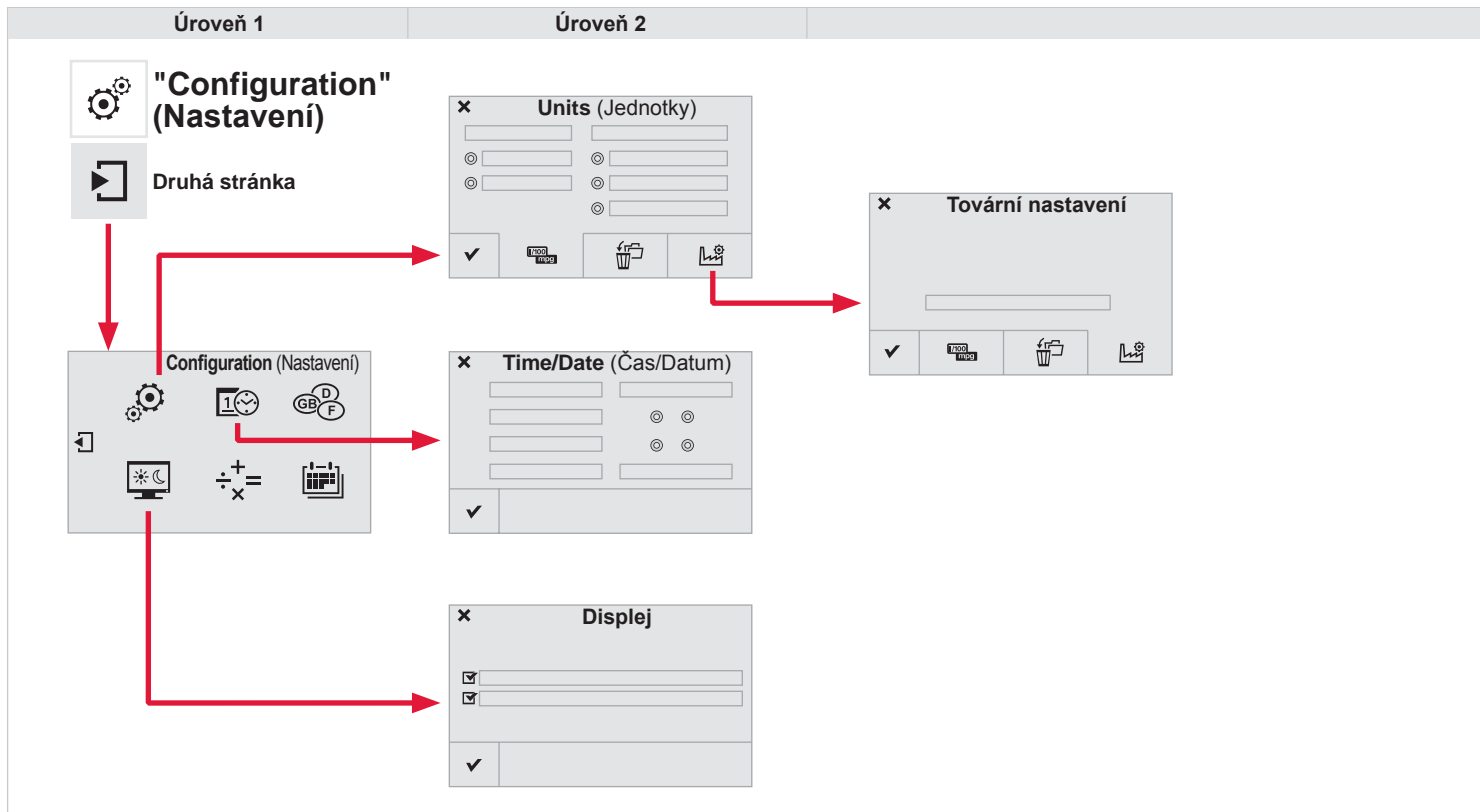 Úroveň 1
Úroveň 2
"Configuration"
(Nastavení)
Druhá stránka
Units (Jednotky)
l/100
mpg
Tovární nastavení
l/100
mpg
Configuration (Nastavení)
1
GB
D
F
Time/Date (Čas/Datum)
Displej